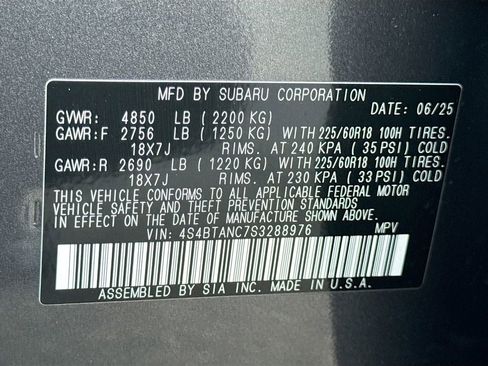 MFD BY SUBARU CORPORATION
DATE: 06/25
GVWR: 4850 LB (2200 KG)
GAWR:F 2756 LB (1250 KG) WITH 225/60R18 100H TIRES.
18X7J RIMS. AT 240 KPA (35 PSI) COLD
GAWR:R 2690 LB (1220 KG) WITH 225/60R18 100H TIRES.
18X7J RIMS. AT 230 KPA (33 PSI) COLD
THIS VEHICLE CONFORMS TO ALL APPLICABLE FEDERAL MOTOR
VEHICLE SAFETY AND THEFT PREVENTION STANDARDS
IN EFFECT ON THE DATE OF MANUFACTURE SHOWN ABOVE.
VIN: 4S4BTANC7S3288976 MPV
ASSEMBLED BY SIA INC. MADE IN U.S.A.